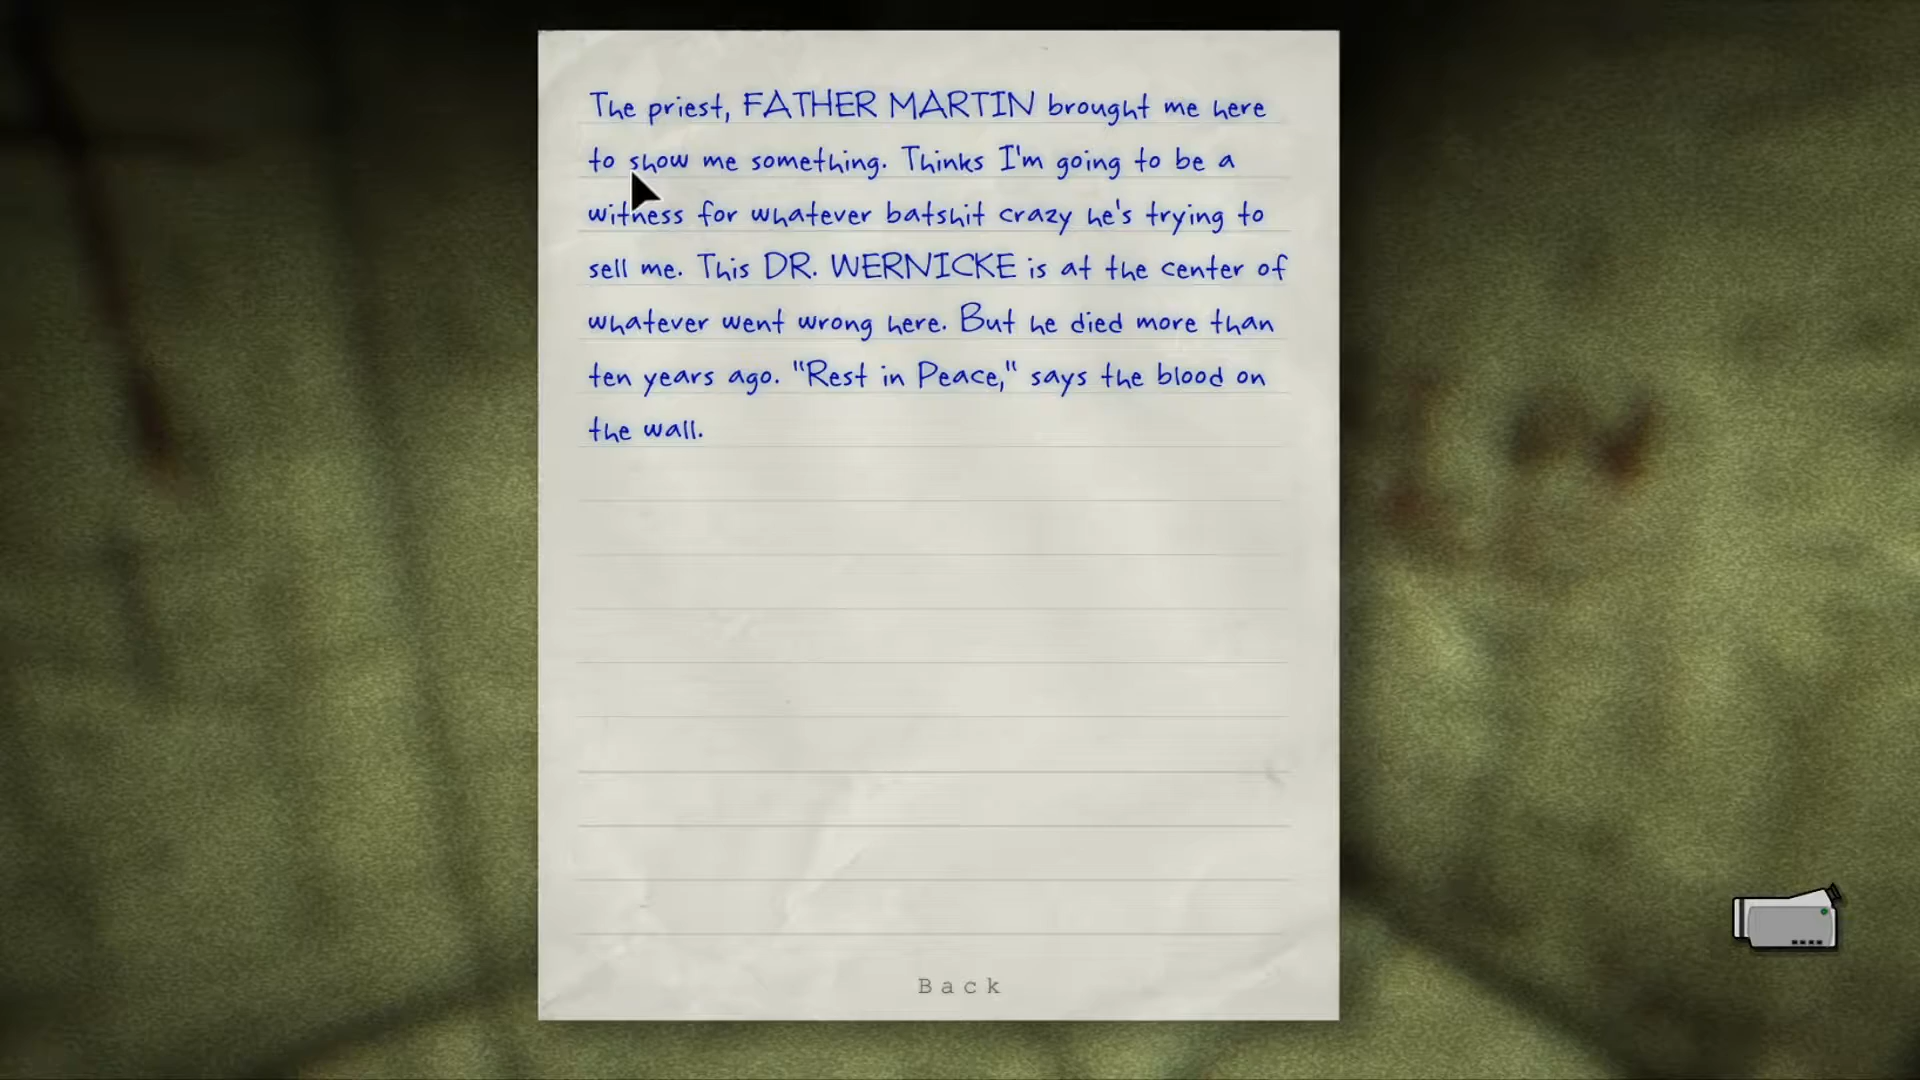 The priest, FATHER MARTIN brought me here
to show me something. Thinks I'm going to be a
witness for whatever batshit crazy he's trying to
sell me. This DR. WERNICKE is at the center of
whatever went wrong here. But he died more than
ten years ago. "Rest in Peace," says the blood on
the wall.
Back